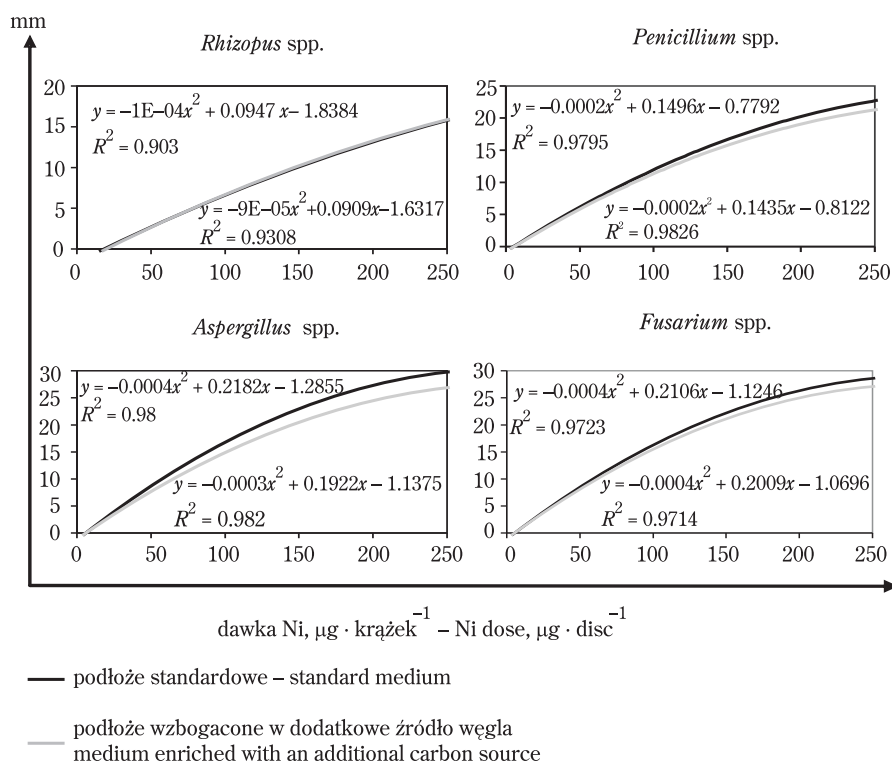 mm
Rhizopus spp.
20
15
10
5
0
50
100
150
200
250
y = –1E–04x² + 0.0947 x– 1.8384
R² = 0.903
y = –9E–05x²+0.0909x–1.6317
R² = 0.9308
Penicillium spp.
25
20
15
10
5
0
0
50
100
150
200
250
y = –0.0002x² + 0.1496x – 0.7792
R² = 0.9795
y = –0.0002x² + 0.1435x – 0.8122
R² = 0.9826
Aspergillus spp.
30
25
20
15
10
5
0
0
50
100
150
200
250
y = –0.0004x² + 0.2182x – 1.2855
R² = 0.98
y = –0.0003x² + 0.1922x – 1.1375
R² = 0.982
Fusarium spp.
30
25
20
15
10
5
0
0
50
100
150
200
250
y = –0.0004x² + 0.2106x – 1.1246
R² = 0.9723
y = –0.0004x² + 0.2009x – 1.0696
R² = 0.9714
dawka Ni, µg · krążek⁻¹ – Ni dose, µg · disc⁻¹
podłoże standardowe – standard medium
podłoże wzbogacone w dodatkowe źródło węgla
medium enriched with an additional carbon source